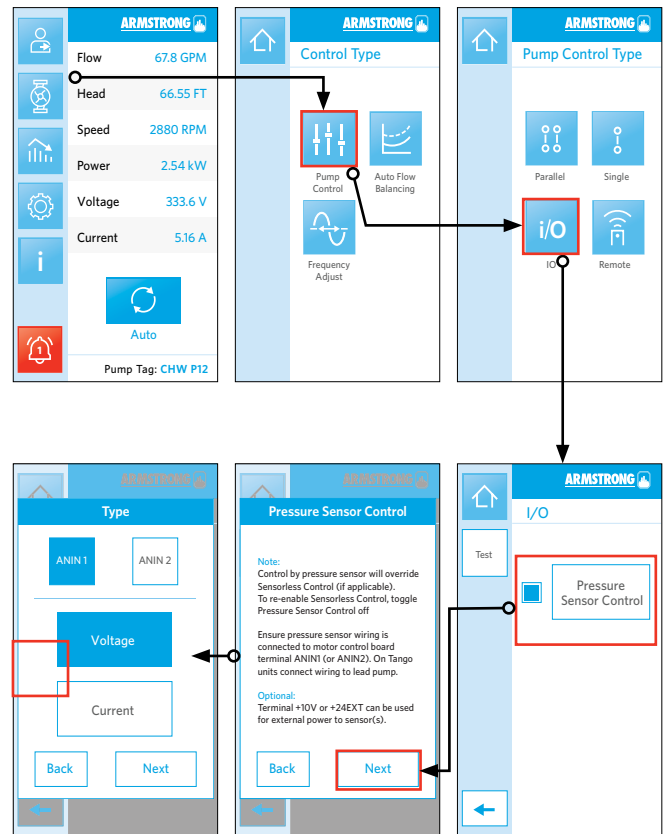 ARMSTRONG
Flow 67.8 GPM
Head 66.55 FT
Speed 2880 RPM
Power 2.54 kW
Voltage 333.6 V
Current 5.16 A
i
Auto
1
Pump Tag: CHW P12
ARMSTRONG
Control Type
Pump
Control
Auto Flow
Balancing
Frequency
Adjust
ARMSTRONG
Pump Control Type
Parallel
Single
i/O
IO
Remote
ARMSTRONG
Type
ANIN 1
ANIN 2
Voltage
Current
Back
Next
ARMSTRONG
Pressure Sensor Control
Note:
Control by pressure sensor will override
Sensorless Control (if applicable).
To re-enable Sensorless Control, toggle
Pressure Sensor Control off
Ensure pressure sensor wiring is
connected to motor control board
terminal ANIN1 (or ANIN2). On Tango
units connect wiring to lead pump.
Optional:
Terminal +10V or +24EXT can be used
for external power to sensor(s).
Back
Next
ARMSTRONG
I/O
Test
Pressure
Sensor Control